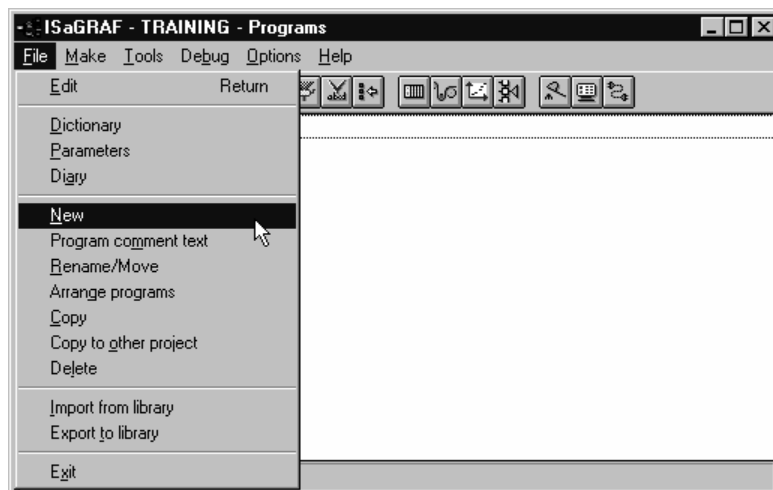 ISaGRAF - TRAINING - Programs
File Make Tools Debug Options Help
Edit Return
Dictionary
Parameters
Diary
New
Program comment text
Rename/Move
Arrange programs
Copy
Copy to other project
Delete
Import from library
Export to library
Exit